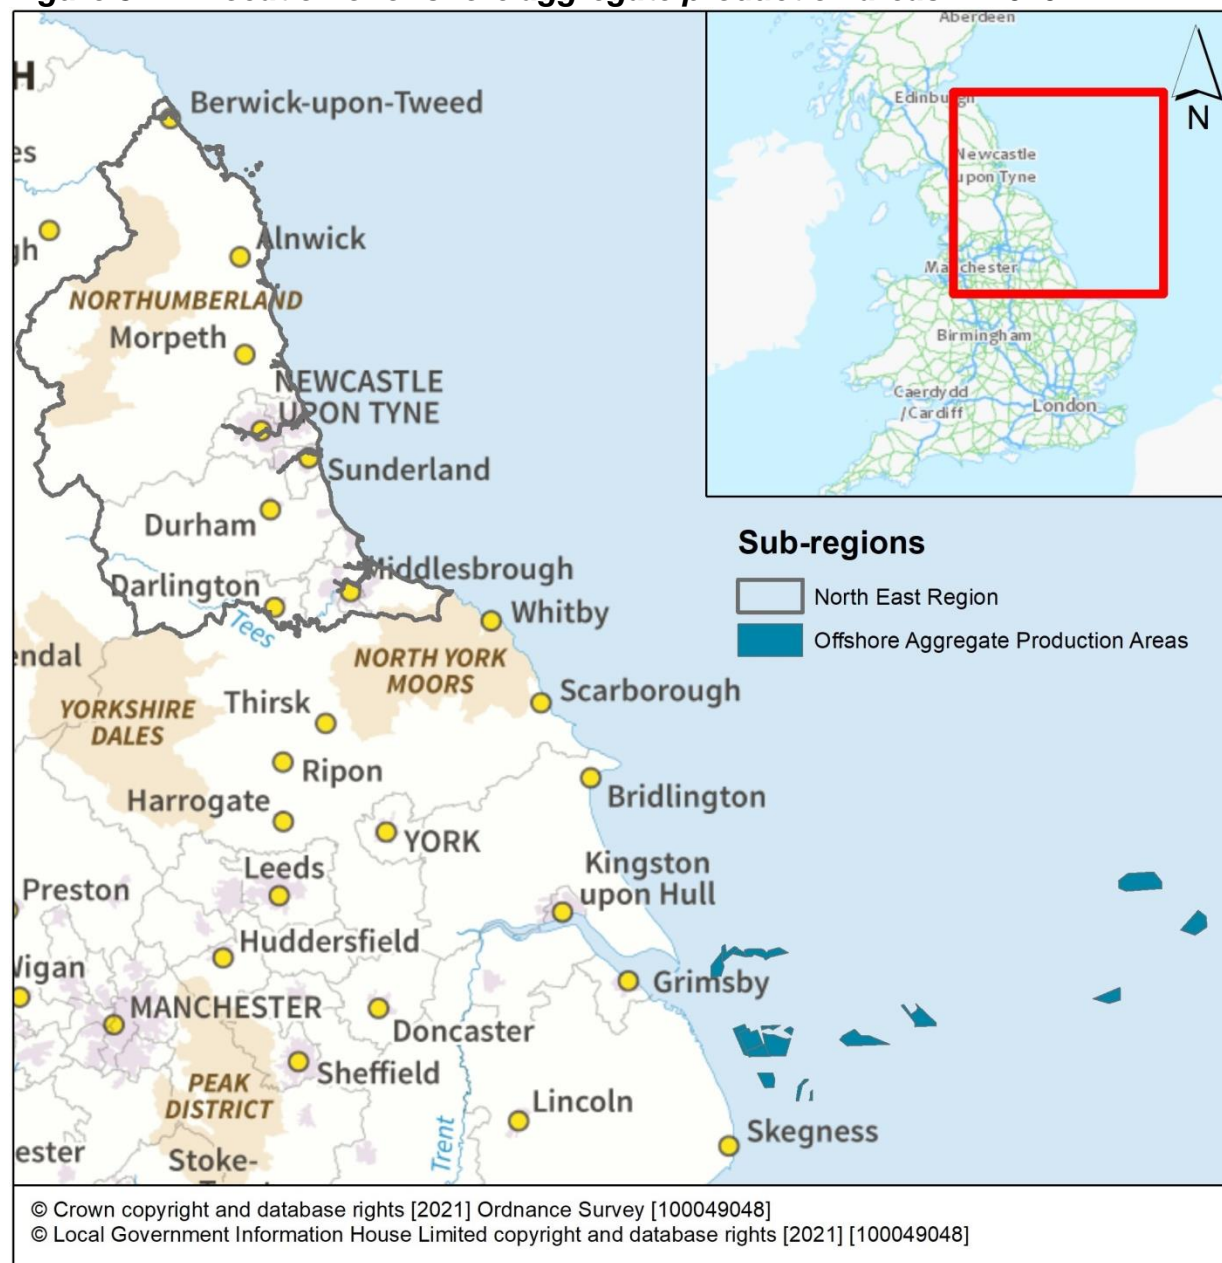 Aberdeen
Edinburgh
Newcastle
upon Tyne
N
Manchester
Birmingham
Caerdydd
/Cardiff
London
Berwick-upon-Tweed
Alnwick
NORTHUMBERLAND
Morpeth
NEWCASTLE
UPON TYNE
Sunderland
Durham
Middlesbrough
Darlington
Tees
Whitby
NORTH YORK
MOORS
Scarborough
YORKSHIRE
DALES
Thirsk
Ripon
Bridlington
Harrogate
YORK
Leeds
Kingston
upon Hull
Preston
Huddersfield
Grimsby
MANCHESTER
Doncaster
Sheffield
PEAK
DISTRICT
Lincoln
Trent
Skegness
Stoke-
Sub-regions
North East Region
Offshore Aggregate Production Areas
© Crown copyright and database rights [2021] Ordnance Survey [100049048]
© Local Government Information House Limited copyright and database rights [2021] [100049048]